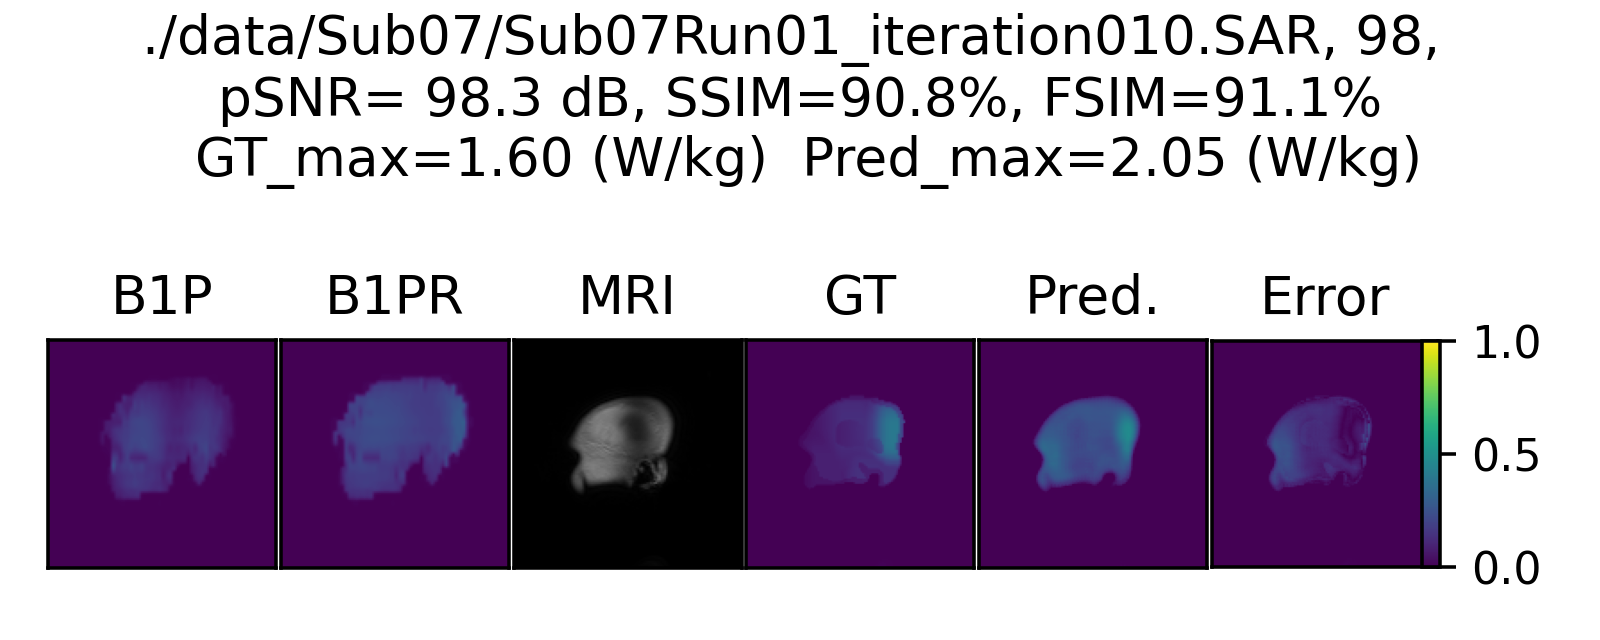 ./data/Sub07/Sub07Run01_iteration010.SAR, 98,
pSNR= 98.3 dB, SSIM=90.8%, FSIM=91.1%
GT_max=1.60 (W/kg)  Pred_max=2.05 (W/kg)
B1P B1PR MRI GT Pred. Error
1.0
0.5
0.0